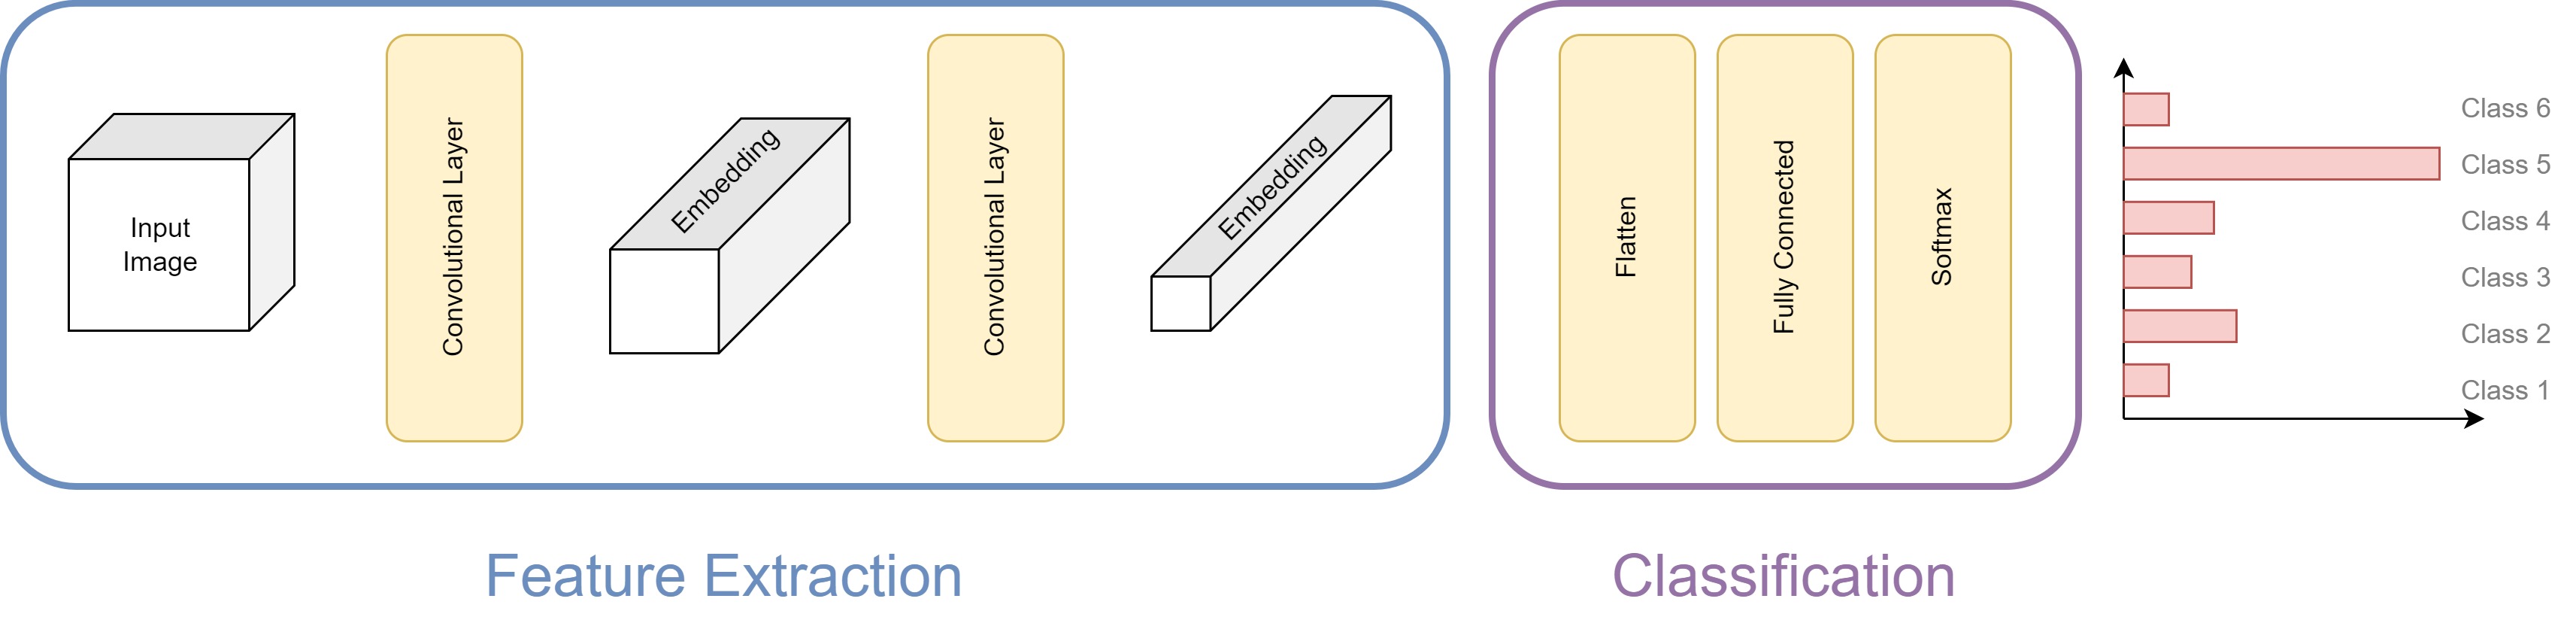 Input
Image
Convolutional Layer
Embedding
Convolutional Layer
Embedding
Flatten
Fully Connected
Softmax
Class 6
Class 5
Class 4
Class 3
Class 2
Class 1
Feature Extraction
Classification